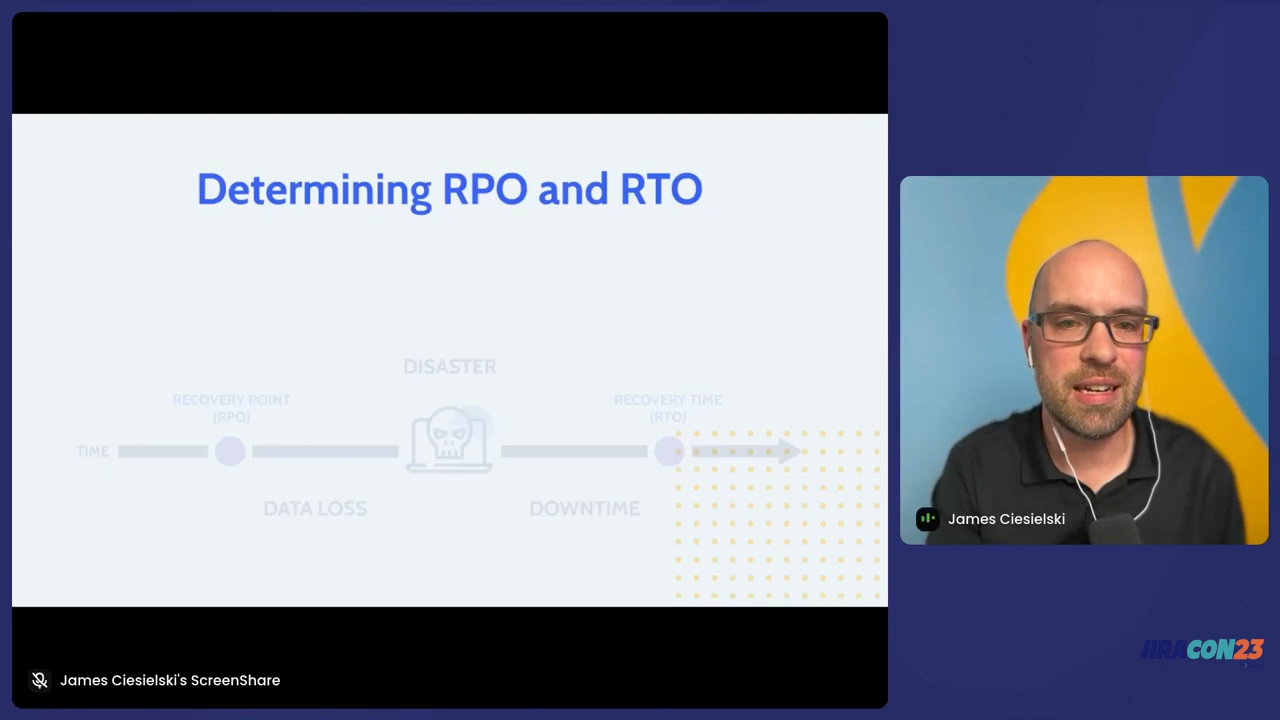 Determining RPO and RTO
DISASTER
RECOVERY POINT
(RPO)
RECOVERY TIME
(RTO)
TIME
DATA LOSS
DOWNTIME
James Ciesielski
JIRACON23
James Ciesielski's ScreenShare